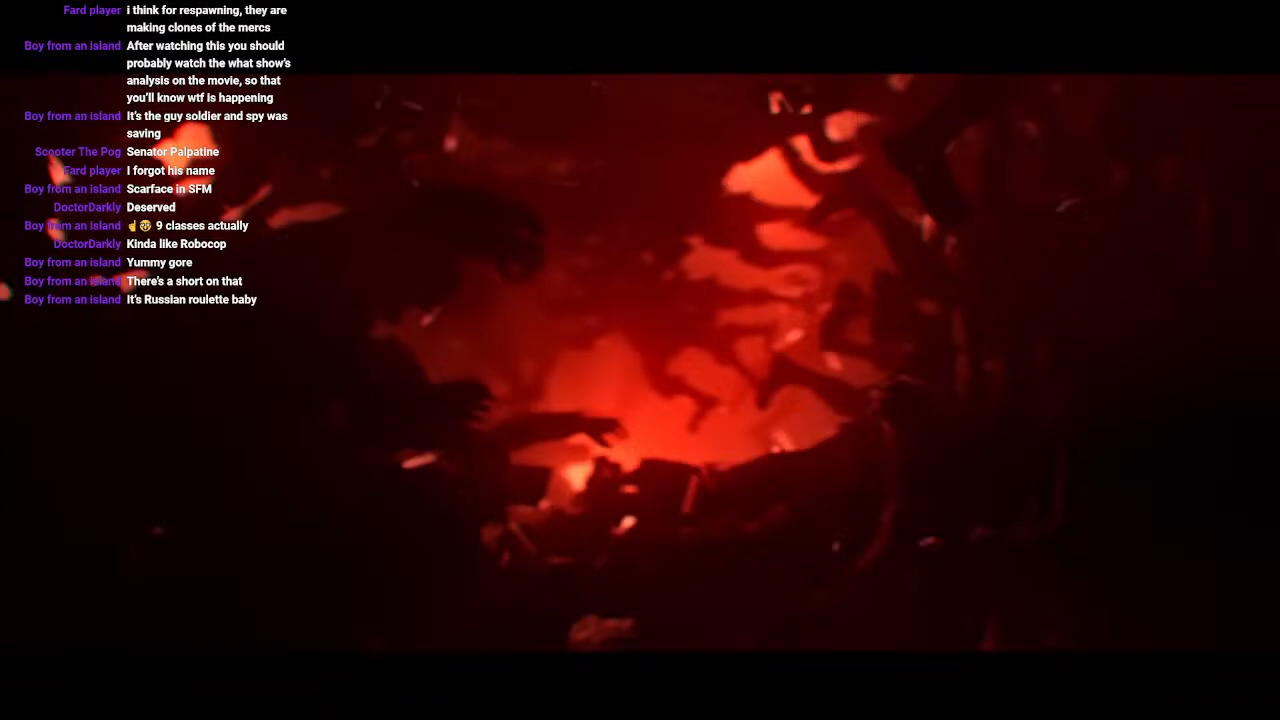 Fard player i think for respawning, they are
making clones of the mercs
Boy from an island After watching this you should
probably watch the what show's
analysis on the movie, so that
you'll know wtf is happening
Boy from an island It's the guy soldier and spy was
saving
Scooter The Pog Senator Palpatine
Fard player I forgot his name
Boy from an island Scarface in SFM
DoctorDarkly Deserved
Boy from an island ☝️🤓 9 classes actually
DoctorDarkly Kinda like Robocop
Boy from an island Yummy gore
Boy from an island There's a short on that
Boy from an island It's Russian roulette baby